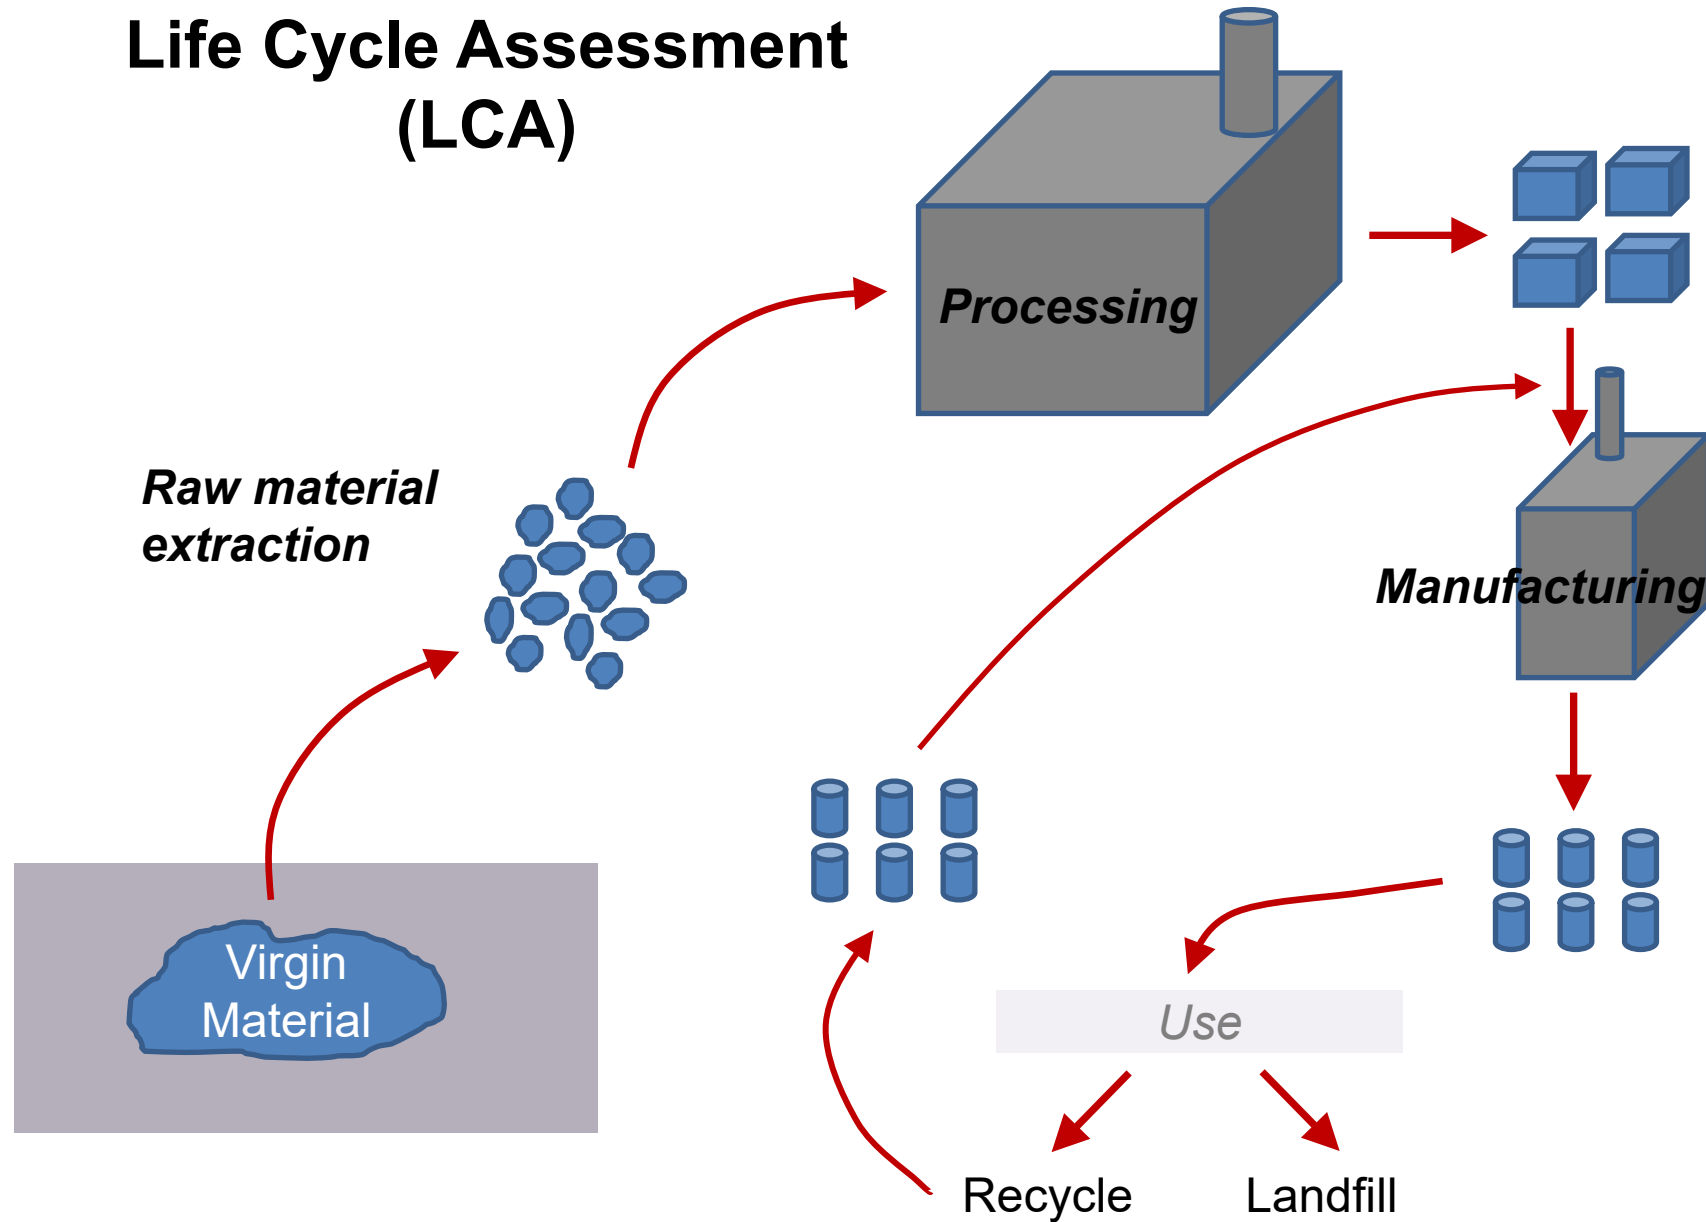 Life Cycle Assessment
(LCA)
Processing
Raw material
extraction
Manufacturing
Virgin
Material
Use
Recycle
Landfill